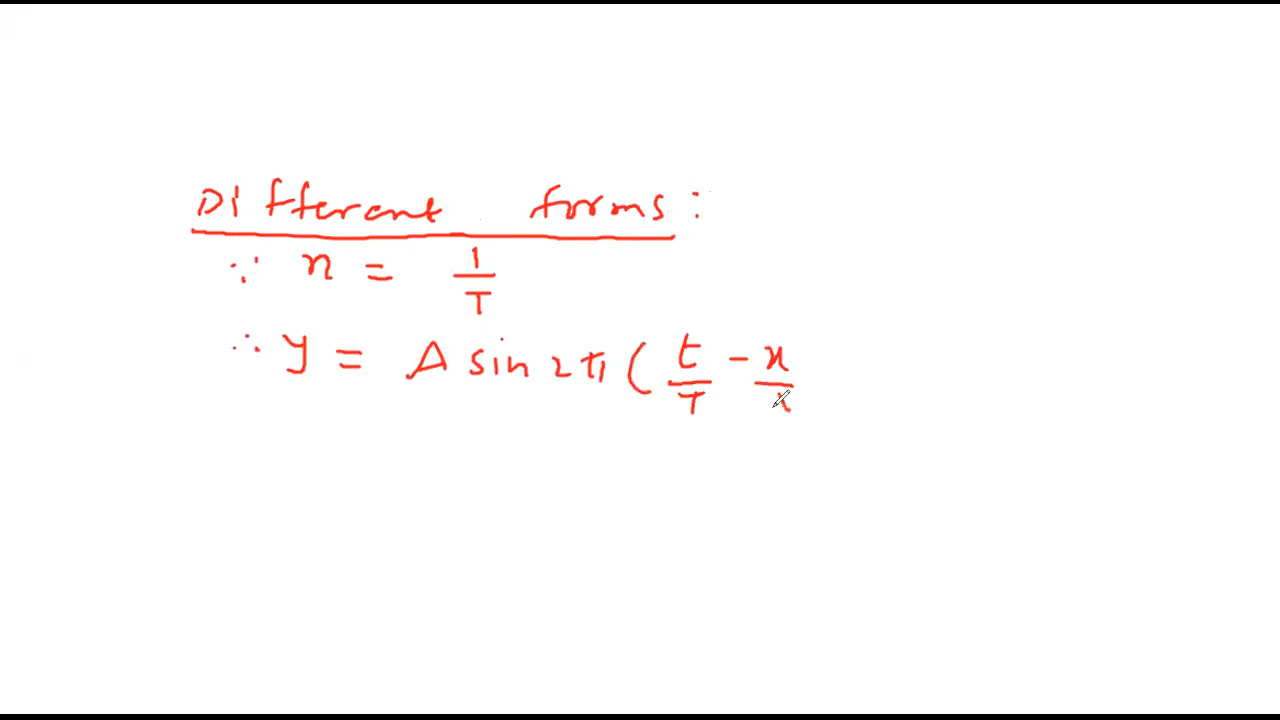 Different forms :
∵ n = 1/T
∴ y = A sin 2π ( t/T - x/λ